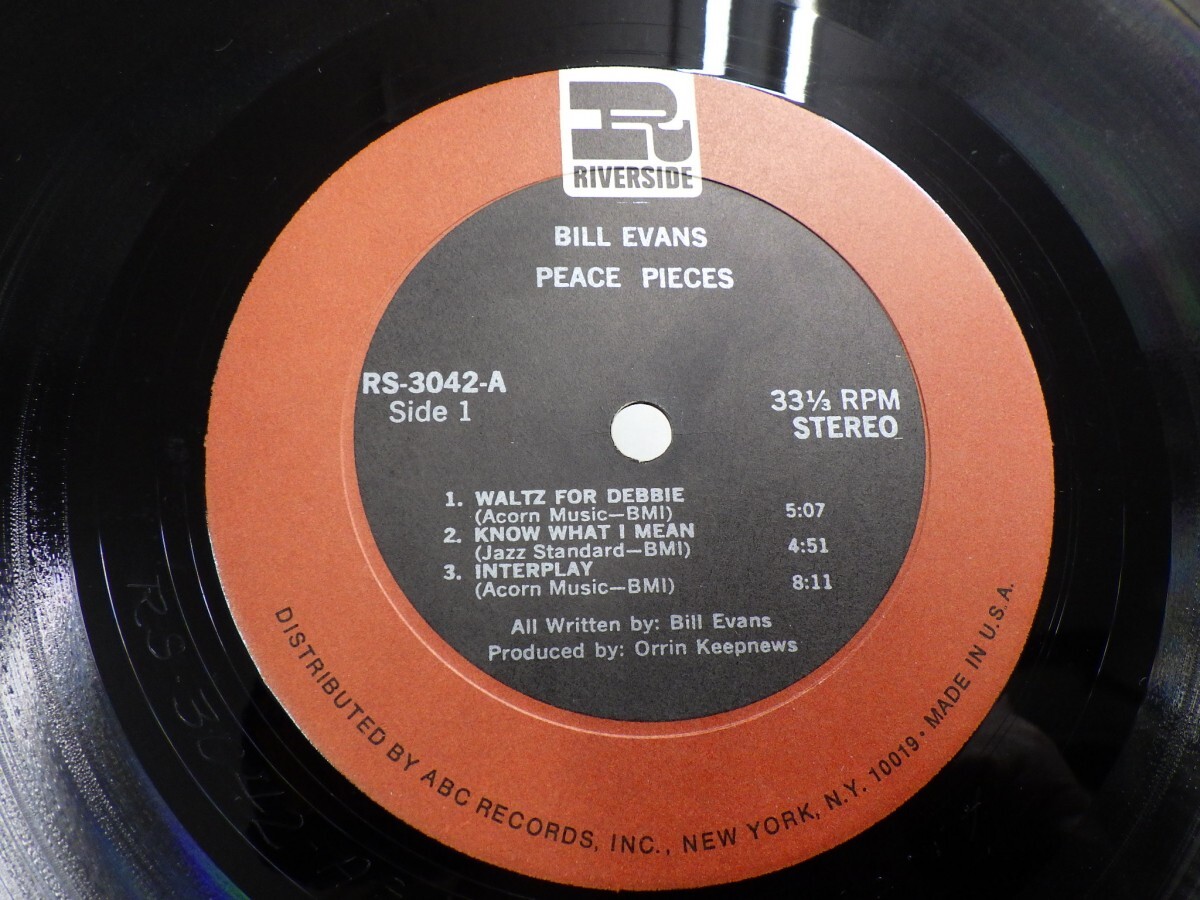 R
RIVERSIDE
BILL EVANS
PEACE PIECES
RS-3042-A
Side 1
33⅓ RPM
STEREO
1. WALTZ FOR DEBBIE
(Acorn Music—BMI) 5:07
2. KNOW WHAT I MEAN
(Jazz Standard—BMI) 4:51
3. INTERPLAY
(Acorn Music—BMI) 8:11
All Written by: Bill Evans
Produced by: Orrin Keepnews
DISTRIBUTED BY ABC RECORDS, INC., NEW YORK, N.Y. 10019 • MADE IN U.S.A.